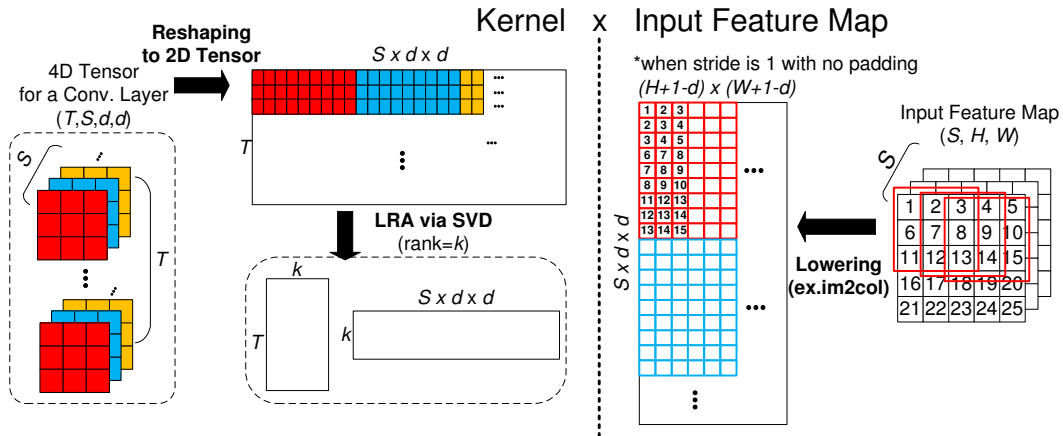 Kernel x Input Feature Map
Reshaping
to 2D Tensor
4D Tensor
for a Conv. Layer
(T,S,d,d)
S
T
S x d x d
...
...
...
T
...
...
LRA via SVD
(rank=k)
k
T
S x d x d
k
*when stride is 1 with no padding
(H+1-d) x (W+1-d)
1 2 3
2 3 4
3 4 5
6 7 8
7 8 9
8 9 10
11 12 13
12 13 14
13 14 15
...
...
...
S x d x d
Lowering
(ex.im2col)
Input Feature Map
(S, H, W)
S
1 2 3 4 5
6 7 8 9 10
11 12 13 14 15
16 17 18 19 20
21 22 23 24 25